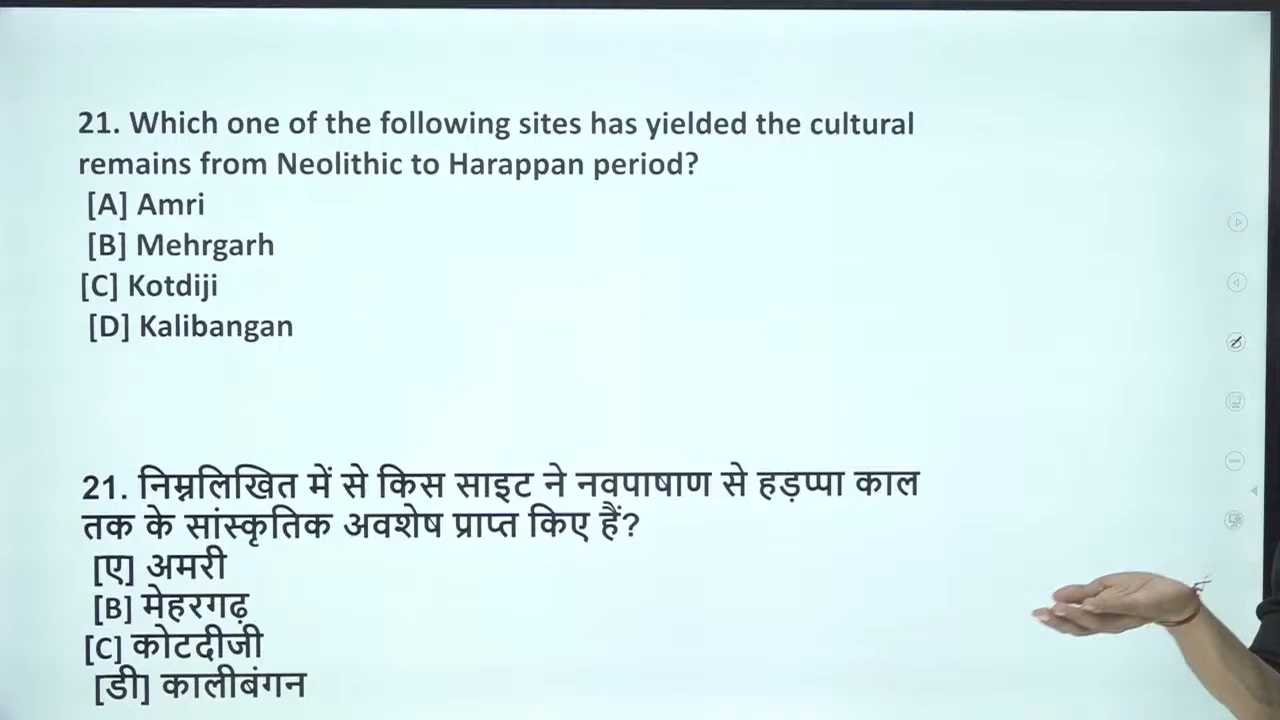 21. Which one of the following sites has yielded the cultural
remains from Neolithic to Harappan period?
[A] Amri
[B] Mehrgarh
[C] Kotdiji
[D] Kalibangan
21. निम्नलिखित में से किस साइट ने नवपाषाण से हड़प्पा काल
तक के सांस्कृतिक अवशेष प्राप्त किए हैं?
[ए] अमरी
[B] मेहरगढ़
[C] कोटदीजी
[डी] कालीबंगन